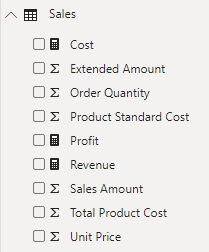 Sales
Cost
Extended Amount
Order Quantity
Product Standard Cost
Profit
Revenue
Sales Amount
Total Product Cost
Unit Price